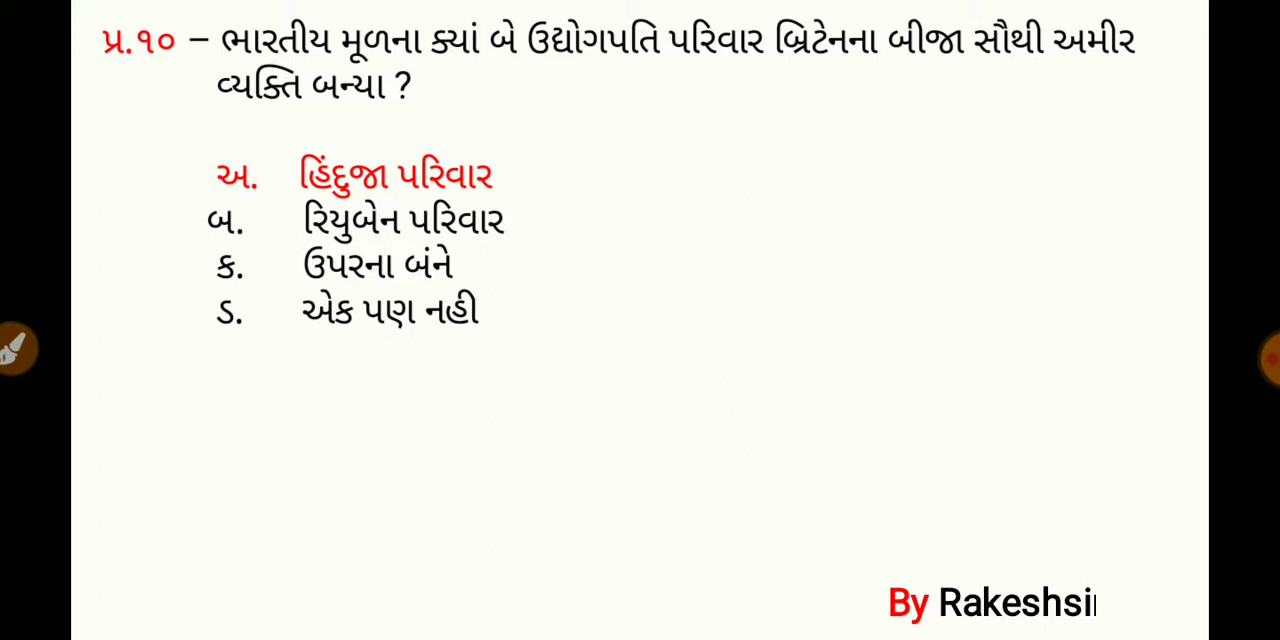 પ્ર.૧૦ – ભારતીય મૂળના ક્યાં બે ઉદ્યોગપતિ પરિવાર બ્રિટેનના બીજા સૌથી અમીર
વ્યક્તિ બન્યા ?
અ. હિંદુજા પરિવાર
બ. રિયુબેન પરિવાર
ક. ઉપરના બંને
ડ. એક પણ નહી
By Rakeshsi